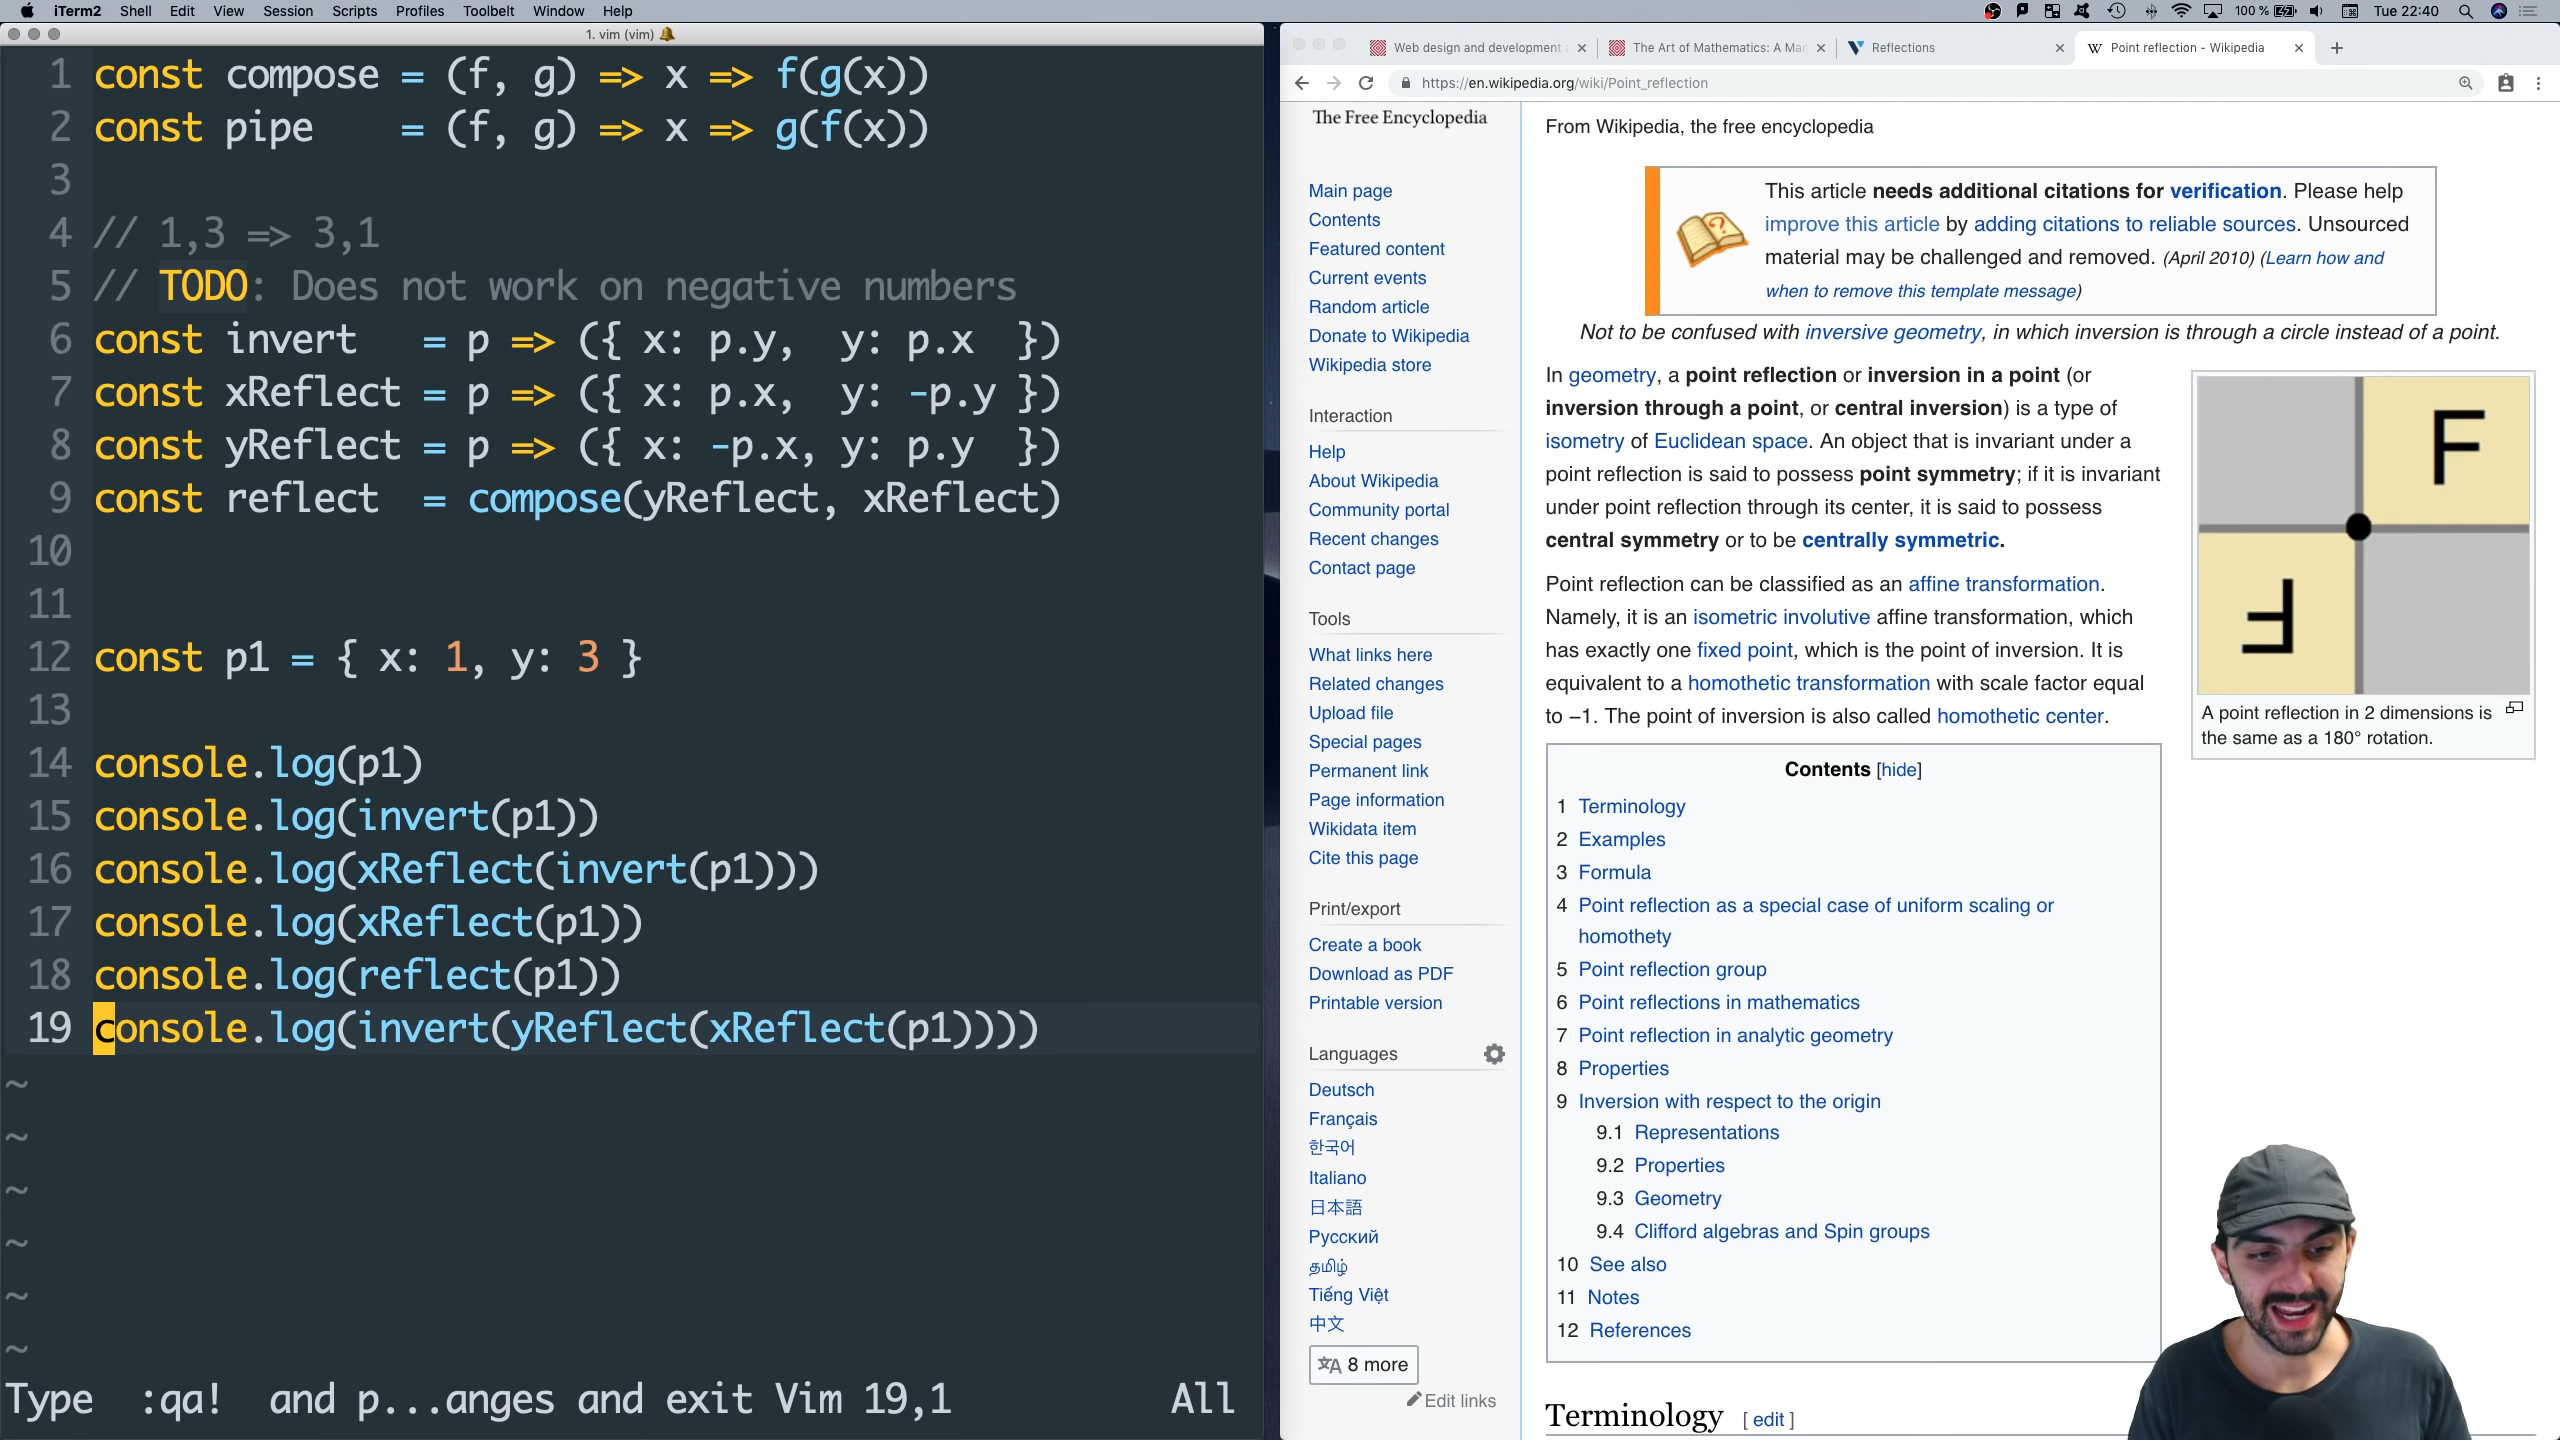 iTerm2 Shell Edit View Session Scripts Profiles Toolbelt Window Help 100 % Tue 22:40
1. vim (vim)
1 const compose = (f, g) => x => f(g(x))
2 const pipe    = (f, g) => x => g(f(x))
3
4 // 1,3 => 3,1
5 // TODO: Does not work on negative numbers
6 const invert   = p => ({ x: p.y,  y: p.x  })
7 const xReflect = p => ({ x: p.x,  y: -p.y })
8 const yReflect = p => ({ x: -p.x, y: p.y  })
9 const reflect  = compose(yReflect, xReflect)
10
11
12 const p1 = { x: 1, y: 3 }
13
14 console.log(p1)
15 console.log(invert(p1))
16 console.log(xReflect(invert(p1)))
17 console.log(xReflect(p1))
18 console.log(reflect(p1))
19 console.log(invert(yReflect(xReflect(p1))))
~
~
~
~
~
~
Type  :qa!  and p...anges and exit Vim 19,1 All
Web design and development The Art of Mathematics: A Man Reflections Point reflection - Wikipedia
https://en.wikipedia.org/wiki/Point_reflection
The Free Encyclopedia
Main page
Contents
Featured content
Current events
Random article
Donate to Wikipedia
Wikipedia store
Interaction
Help
About Wikipedia
Community portal
Recent changes
Contact page
Tools
What links here
Related changes
Upload file
Special pages
Permanent link
Page information
Wikidata item
Cite this page
Print/export
Create a book
Download as PDF
Printable version
Languages
Deutsch
Français
한국어
Italiano
日本語
Русский
தமிழ்
Tiếng Việt
中文
8 more
Edit links
From Wikipedia, the free encyclopedia
This article needs additional citations for verification. Please help
improve this article by adding citations to reliable sources. Unsourced
material may be challenged and removed. (April 2010) (Learn how and
when to remove this template message)
Not to be confused with inversive geometry, in which inversion is through a circle instead of a point.
In geometry, a point reflection or inversion in a point (or
inversion through a point, or central inversion) is a type of
isometry of Euclidean space. An object that is invariant under a
point reflection is said to possess point symmetry; if it is invariant
under point reflection through its center, it is said to possess
central symmetry or to be centrally symmetric.
Point reflection can be classified as an affine transformation.
Namely, it is an isometric involutive affine transformation, which
has exactly one fixed point, which is the point of inversion. It is
equivalent to a homothetic transformation with scale factor equal
to −1. The point of inversion is also called homothetic center.
F
F
A point reflection in 2 dimensions is
the same as a 180° rotation.
Contents [hide]
1 Terminology
2 Examples
3 Formula
4 Point reflection as a special case of uniform scaling or
homothety
5 Point reflection group
6 Point reflections in mathematics
7 Point reflection in analytic geometry
8 Properties
9 Inversion with respect to the origin
9.1 Representations
9.2 Properties
9.3 Geometry
9.4 Clifford algebras and Spin groups
10 See also
11 Notes
12 References
Terminology [ edit ]